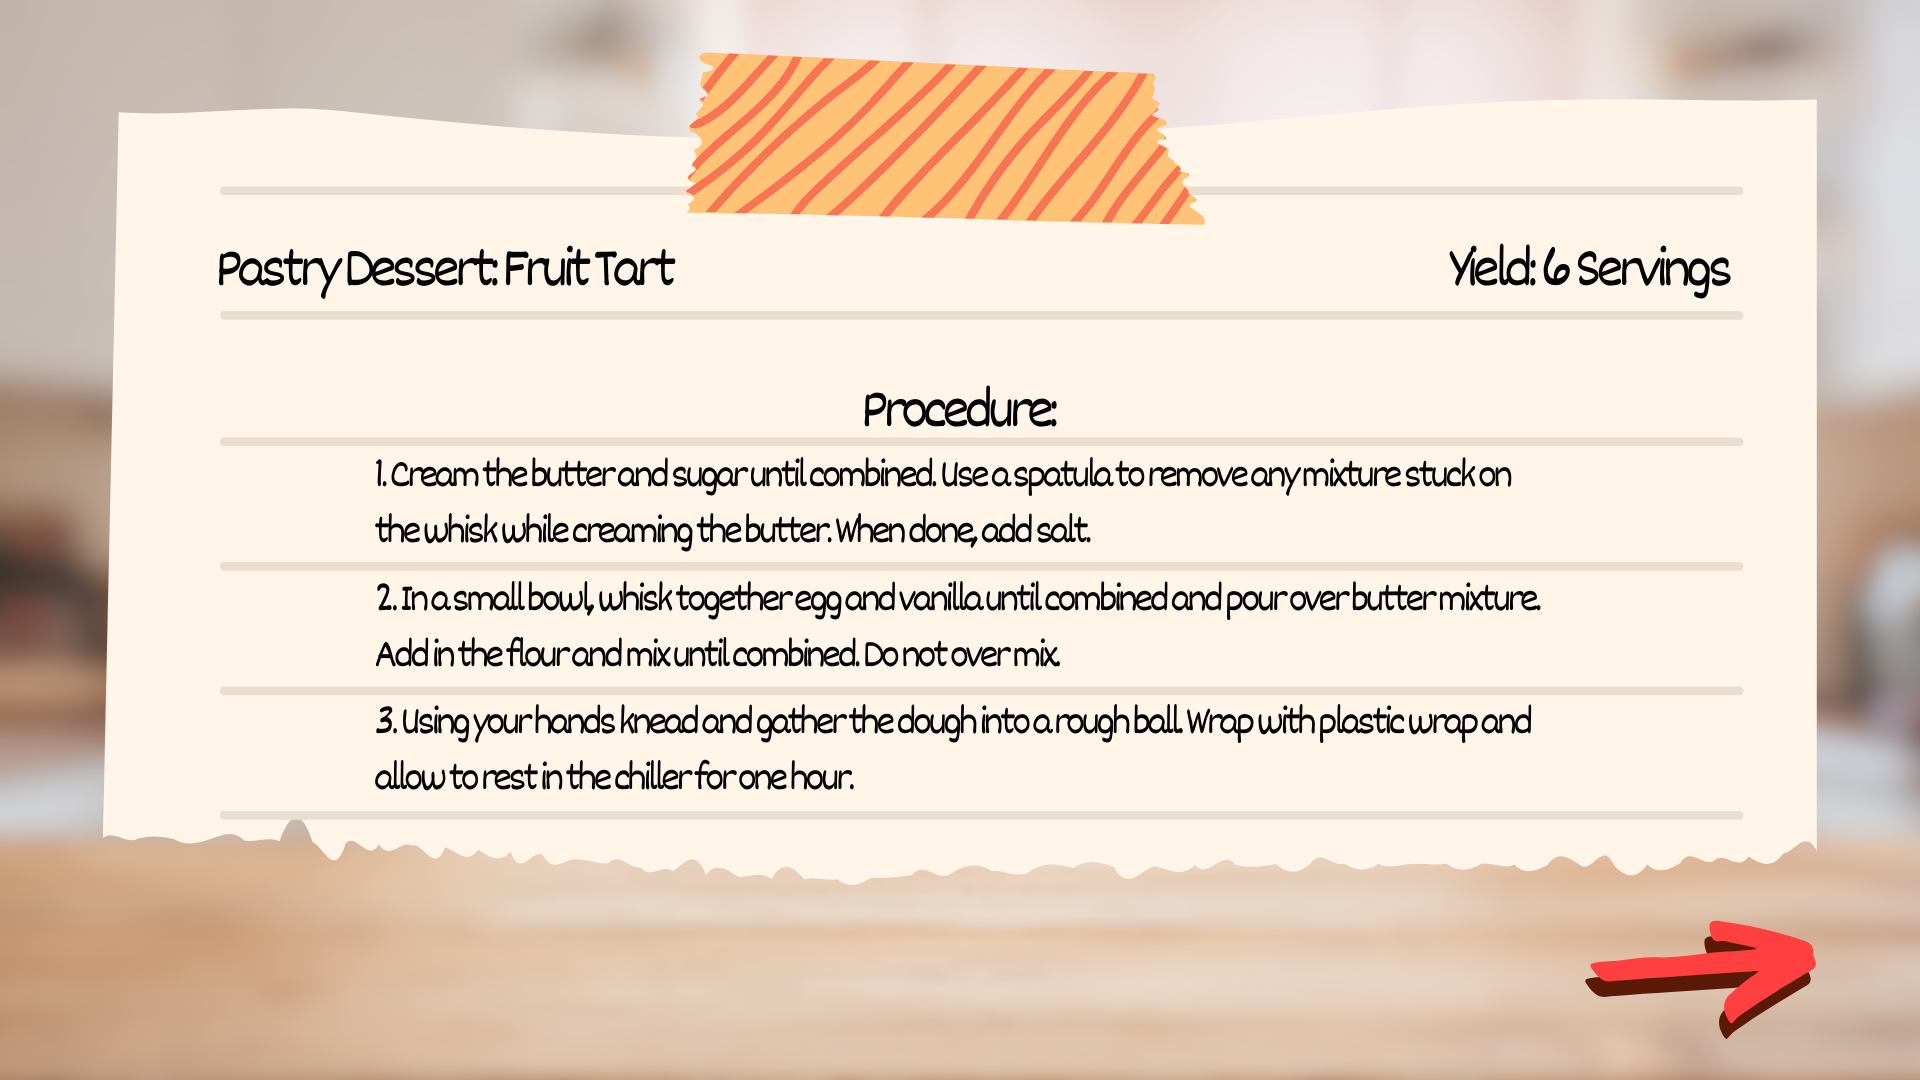 Pastry Dessert: Fruit Tart
Yield: 6 Servings
Procedure:
1. Cream the butter and sugar until combined. Use a spatula to remove any mixture stuck on
the whisk while creaming the butter. When done, add salt.
2. In a small bowl, whisk together egg and vanilla until combined and pour over butter mixture.
Add in the flour and mix until combined. Do not over mix.
3. Using your hands knead and gather the dough into a rough ball. Wrap with plastic wrap and
allow to rest in the chiller for one hour.